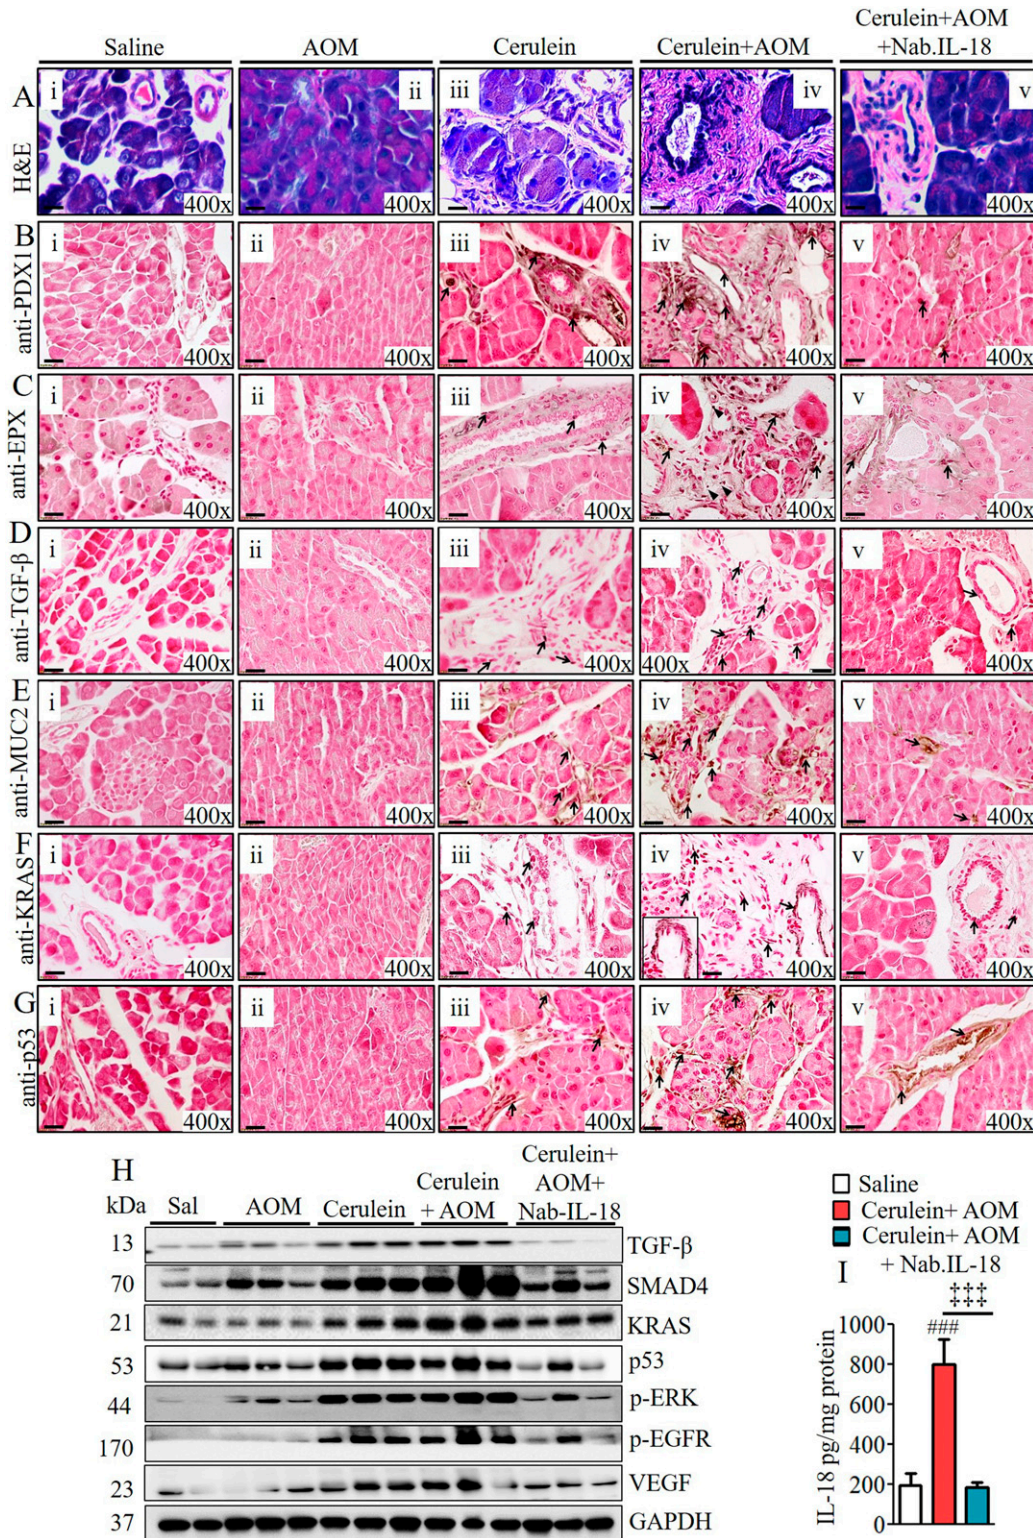 Saline AOM Cerulein Cerulein+AOM Cerulein+AOM
+Nab.IL-18
A H&E i 400x ii 400x iii 400x iv 400x v 400x
B anti-PDX1 i 400x ii 400x iii 400x iv 400x v 400x
C anti-EPX i 400x ii 400x iii 400x iv 400x v 400x
D anti-TGF-β i 400x ii 400x iii 400x iv 400x v 400x
E anti-MUC2 i 400x ii 400x iii 400x iv 400x v 400x
F anti-KRAS i 400x ii 400x iii 400x iv 400x v 400x
G anti-p53 i 400x ii 400x iii 400x iv 400x v 400x
H
kDa Sal AOM Cerulein Cerulein
+ AOM Cerulein+
AOM+
Nab-IL-18
13 TGF-β
70 SMAD4
21 KRAS
53 p53
44 p-ERK
170 p-EGFR
23 VEGF
37 GAPDH
Saline
Cerulein+ AOM
Cerulein+ AOM
+ Nab.IL-18
I
‡‡‡
‡‡‡
###
IL-18 pg/mg protein
1000
800
600
400
200
0